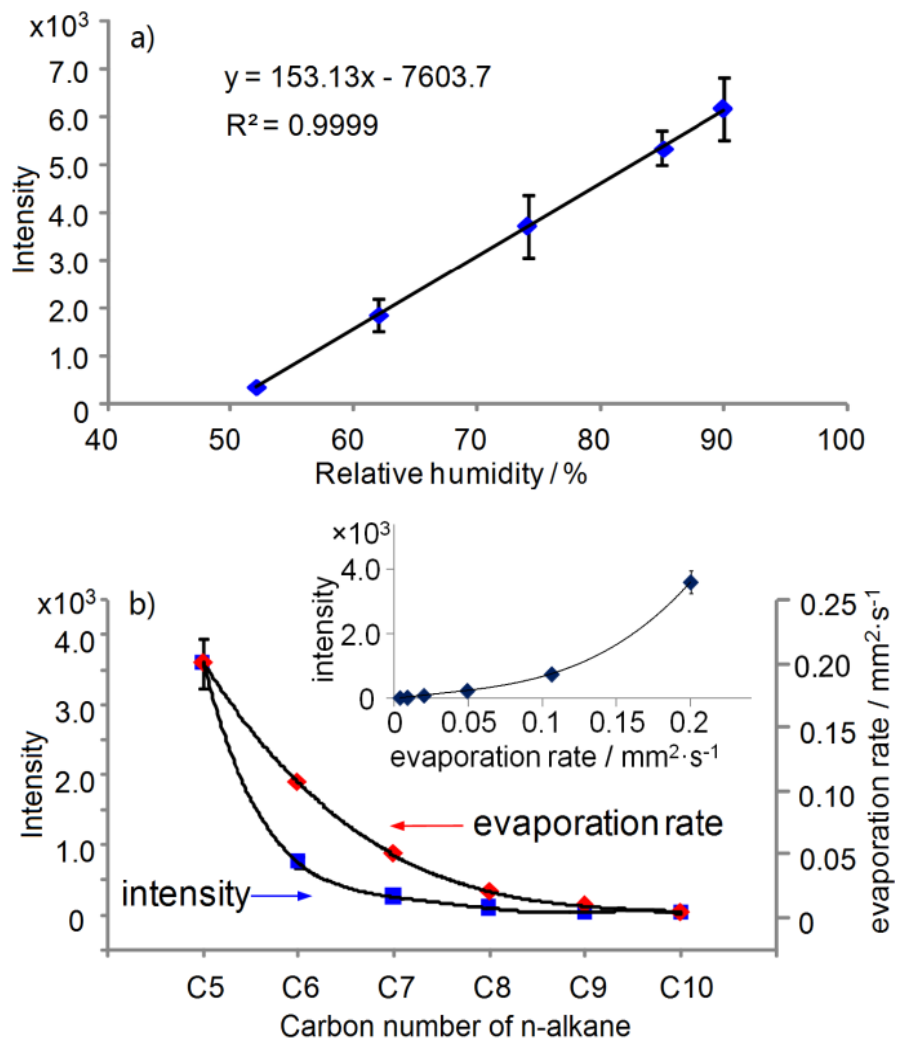 x10³
a)
y = 153.13x - 7603.7
R² = 0.9999
7.0
6.0
5.0
4.0
3.0
2.0
1.0
0
Intensity
40 50 60 70 80 90 100
Relative humidity / %
×10³
4.0
2.0
0
intensity
0 0.05 0.1 0.15 0.2
evaporation rate / mm²·s⁻¹
x10³
b)
4.0
3.0
2.0
1.0
0
Intensity
0.25
0.20
0.15
0.10
0.05
0
evaporation rate / mm²·s⁻¹
evaporation rate
intensity
C5 C6 C7 C8 C9 C10
Carbon number of n-alkane